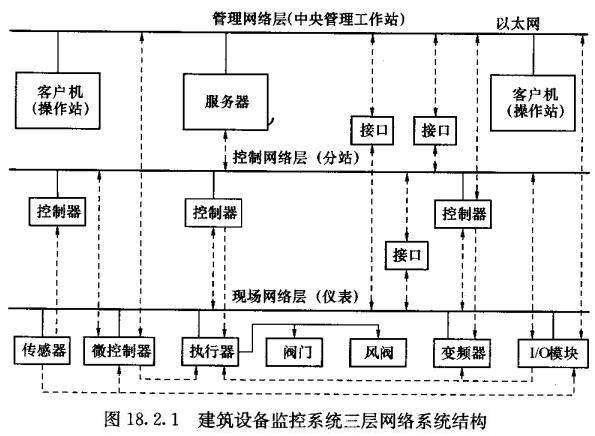 管理网络层(中央管理工作站)
以太网
客户机
(操作站)
服务器
接口
接口
客户机
(操作站)
控制网络层 (分站)
控制器
控制器
控制器
接口
现场网络层 (仪表)
传感器
微控制器
执行器
阀门
风阀
变频器
I/O模块
图 18.2.1 建筑设备监控系统三层网络系统结构